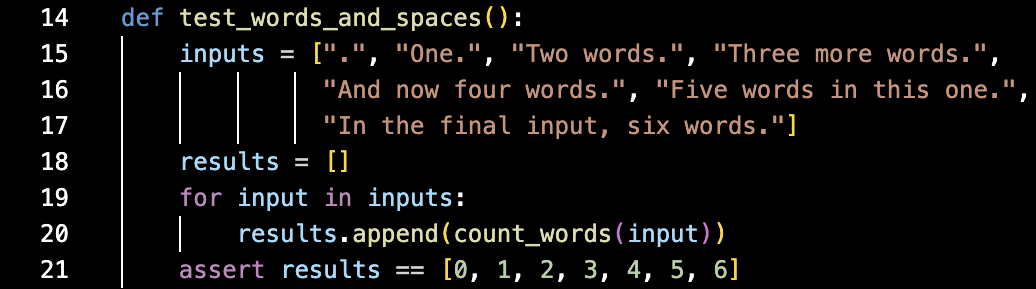 14 def test_words_and_spaces():
15     inputs = [".", "One.", "Two words.", "Three more words.",
16               "And now four words.", "Five words in this one.",
17               "In the final input, six words."]
18     results = []
19     for input in inputs:
20         results.append(count_words(input))
21     assert results == [0, 1, 2, 3, 4, 5, 6]